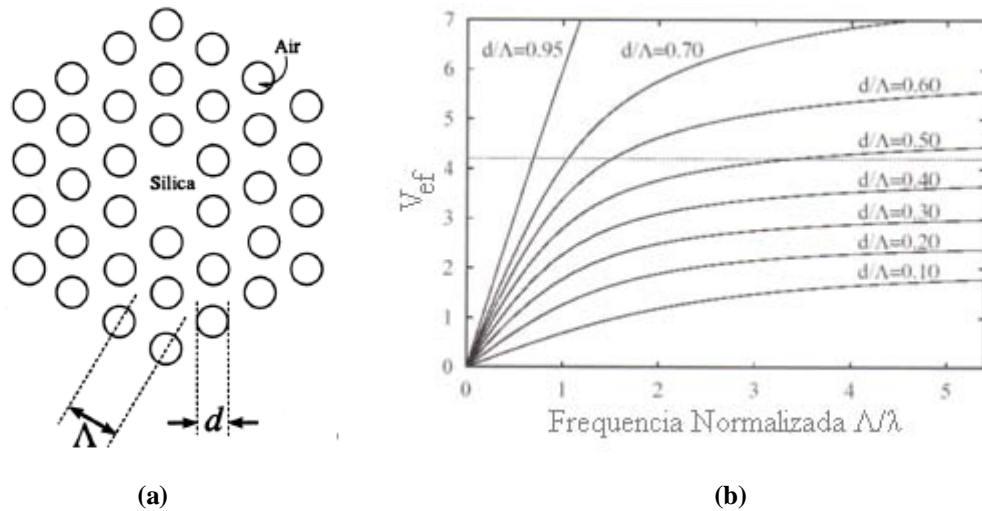 Air
Silica
Λ
d
(a)
7
6
5
4
3
2
1
0
V_ef
d/Λ=0.95
d/Λ=0.70
d/Λ=0.60
d/Λ=0.50
d/Λ=0.40
d/Λ=0.30
d/Λ=0.20
d/Λ=0.10
0 1 2 3 4 5
Frequencia Normalizada Λ/λ
(b)